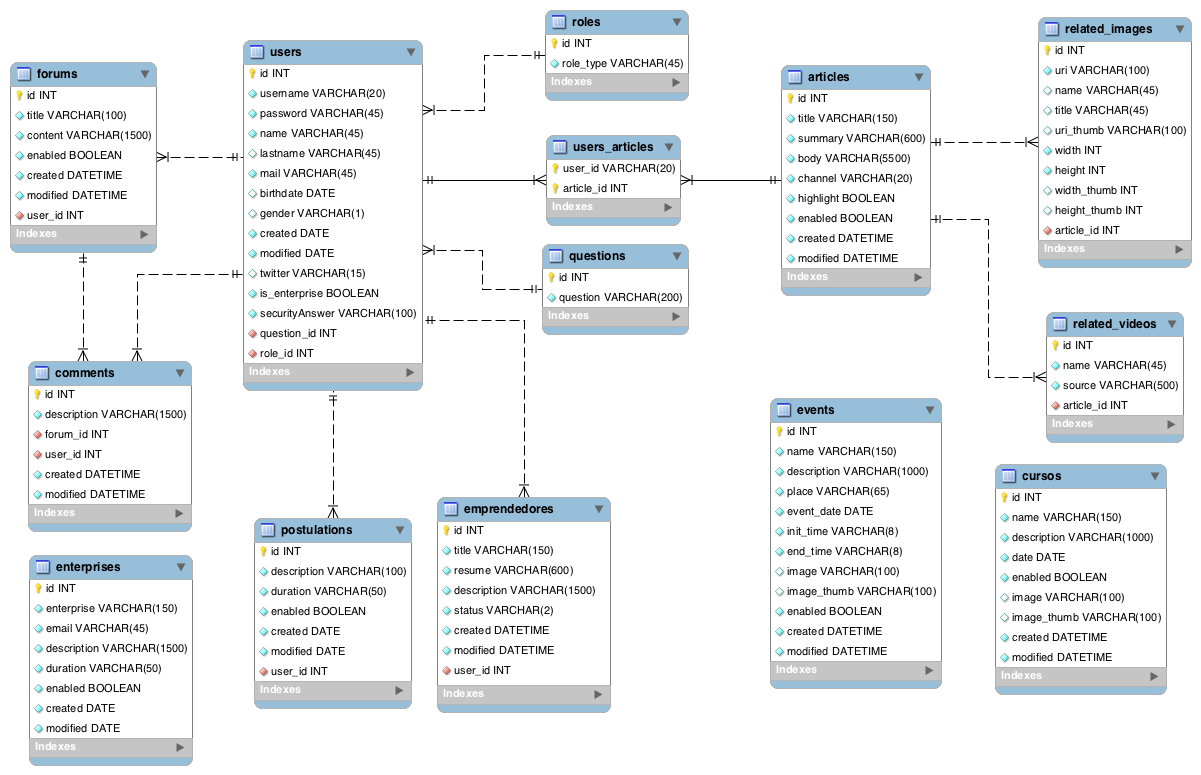 forums
id INT
title VARCHAR(100)
content VARCHAR(1500)
enabled BOOLEAN
created DATETIME
modified DATETIME
user_id INT
Indexes
users
id INT
username VARCHAR(20)
password VARCHAR(45)
name VARCHAR(45)
lastname VARCHAR(45)
mail VARCHAR(45)
birthdate DATE
gender VARCHAR(1)
created DATE
modified DATE
twitter VARCHAR(15)
is_enterprise BOOLEAN
securityAnswer VARCHAR(100)
question_id INT
role_id INT
Indexes
roles
id INT
role_type VARCHAR(45)
Indexes
users_articles
user_id VARCHAR(20)
article_id INT
Indexes
questions
id INT
question VARCHAR(200)
Indexes
articles
id INT
title VARCHAR(150)
summary VARCHAR(600)
body VARCHAR(5500)
channel VARCHAR(20)
highlight BOOLEAN
enabled BOOLEAN
created DATETIME
modified DATETIME
Indexes
related_images
id INT
uri VARCHAR(100)
name VARCHAR(45)
title VARCHAR(45)
uri_thumb VARCHAR(100)
width INT
height INT
width_thumb INT
height_thumb INT
article_id INT
Indexes
related_videos
id INT
name VARCHAR(45)
source VARCHAR(500)
article_id INT
Indexes
comments
id INT
description VARCHAR(1500)
forum_id INT
user_id INT
created DATETIME
modified DATETIME
Indexes
enterprises
id INT
enterprise VARCHAR(150)
email VARCHAR(45)
description VARCHAR(1500)
duration VARCHAR(50)
enabled BOOLEAN
created DATE
modified DATE
Indexes
postulations
id INT
description VARCHAR(100)
duration VARCHAR(50)
enabled BOOLEAN
created DATE
modified DATE
user_id INT
Indexes
emprendedores
id INT
title VARCHAR(150)
resume VARCHAR(600)
description VARCHAR(1500)
status VARCHAR(2)
created DATETIME
modified DATETIME
user_id INT
Indexes
events
id INT
name VARCHAR(150)
description VARCHAR(1000)
place VARCHAR(65)
event_date DATE
init_time VARCHAR(8)
end_time VARCHAR(8)
image VARCHAR(100)
image_thumb VARCHAR(100)
enabled BOOLEAN
created DATETIME
modified DATETIME
Indexes
cursos
id INT
name VARCHAR(150)
description VARCHAR(1000)
date DATE
enabled BOOLEAN
image VARCHAR(100)
image_thumb VARCHAR(100)
created DATETIME
modified DATETIME
Indexes